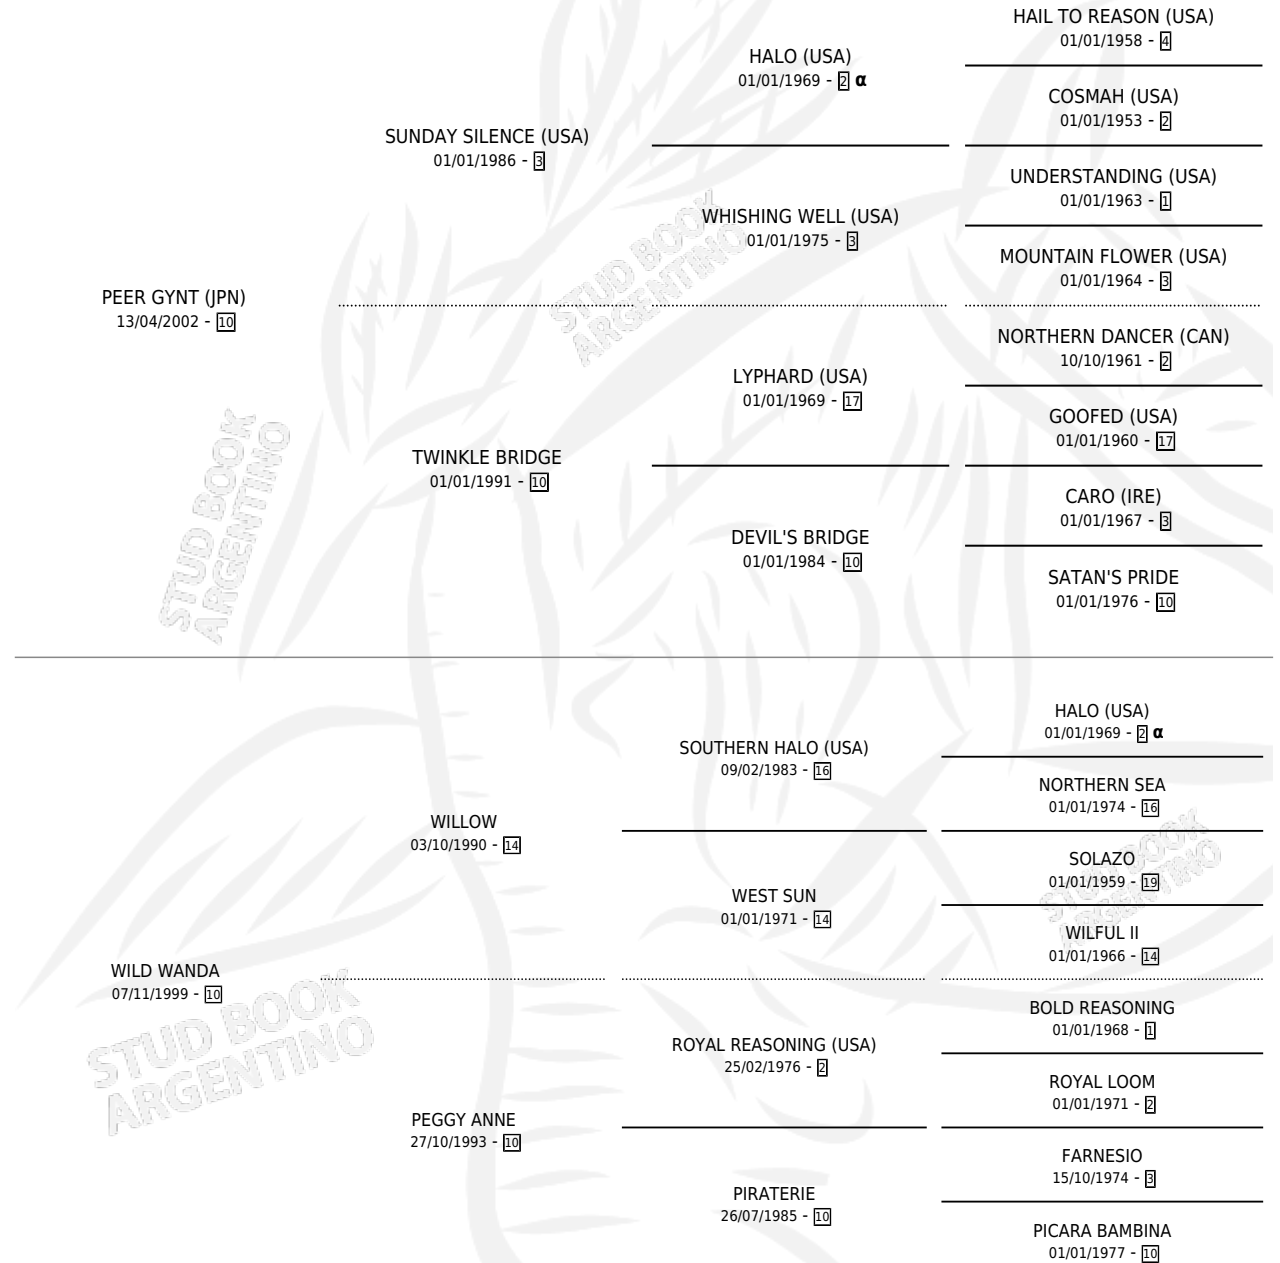 HAIL TO REASON (USA)
01/01/1958 - 4
HALO (USA)
01/01/1969 - 2 α
COSMAH (USA)
01/01/1953 - 2
SUNDAY SILENCE (USA)
01/01/1986 - 3
UNDERSTANDING (USA)
01/01/1963 - 1
WHISHING WELL (USA)
01/01/1975 - 3
MOUNTAIN FLOWER (USA)
01/01/1964 - 3
PEER GYNT (JPN)
13/04/2002 - 10
NORTHERN DANCER (CAN)
10/10/1961 - 2
LYPHARD (USA)
01/01/1969 - 17
GOOFED (USA)
01/01/1960 - 17
TWINKLE BRIDGE
01/01/1991 - 10
CARO (IRE)
01/01/1967 - 3
DEVIL'S BRIDGE
01/01/1984 - 10
SATAN'S PRIDE
01/01/1976 - 10
HALO (USA)
01/01/1969 - 2 α
SOUTHERN HALO (USA)
09/02/1983 - 16
NORTHERN SEA
01/01/1974 - 16
WILLOW
03/10/1990 - 14
SOLAZO
01/01/1959 - 19
WEST SUN
01/01/1971 - 14
WILFUL II
01/01/1966 - 14
WILD WANDA
07/11/1999 - 10
BOLD REASONING
01/01/1968 - 1
ROYAL REASONING (USA)
25/02/1976 - 2
ROYAL LOOM
01/01/1971 - 2
PEGGY ANNE
27/10/1993 - 10
FARNESIO
15/10/1974 - 3
PIRATERIE
26/07/1985 - 10
PICARA BAMBINA
01/01/1977 - 10
STUD BOOK
ARGENTINO
STUD BOOK
ARGENTINO
STUD BOOK
ARGENTINO
STUD BOOK
ARGENTINO